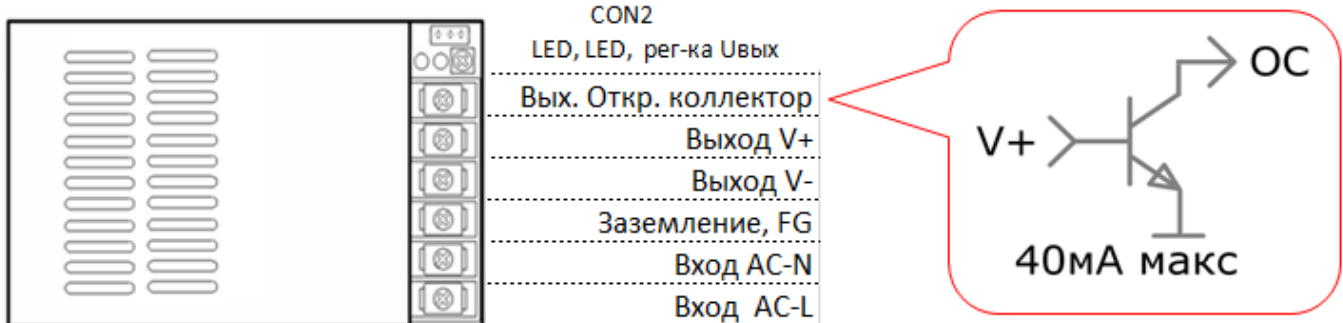 CON2
LED, LED, рег-ка Uвых
Вых. Откр. коллектор
Выход V+
Выход V-
Заземление, FG
Вход AC-N
Вход AC-L
OC
V+
40мА макс